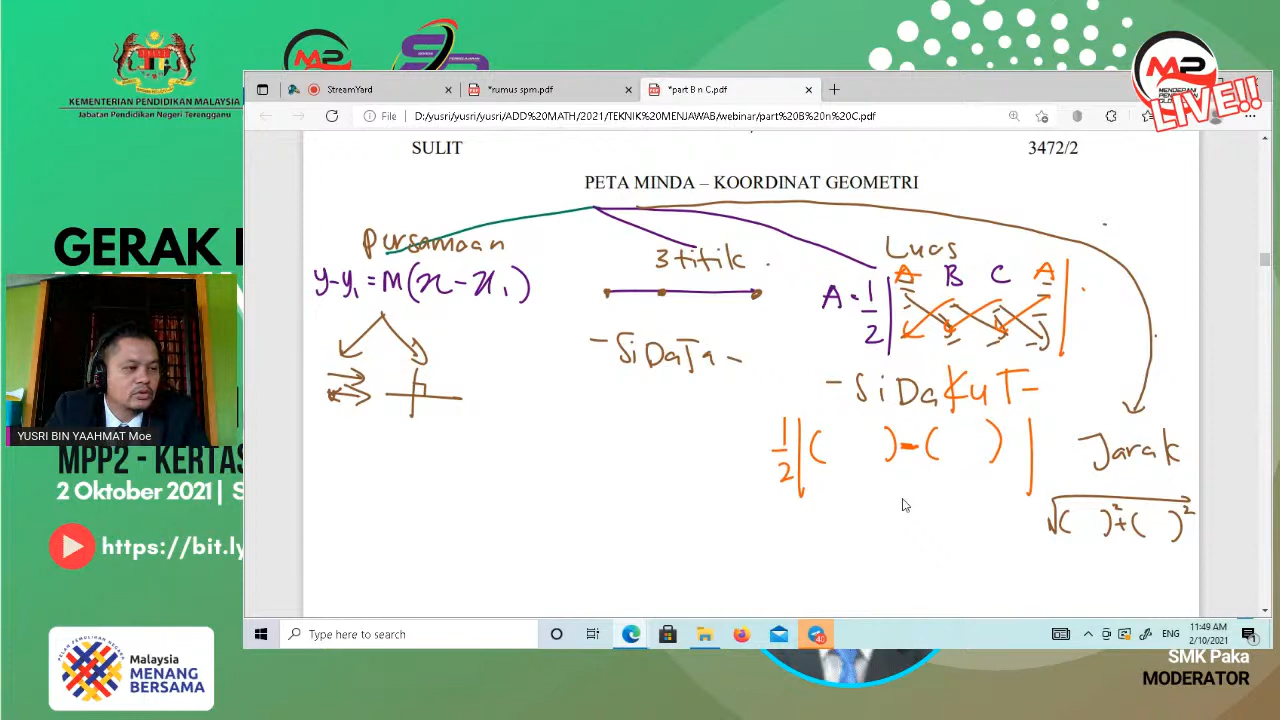 KEMENTERIAN PENDIDIKAN MALAYSIA
Jabatan Pendidikan Negeri Terengganu
MP
MP
LIVE!!
StreamYard
*rumus spm.pdf
*part B n C.pdf
File
D:/yusri/yusri/yusri/ADD%20MATH/2021/TEKNIK%20MENJAWAB/webinar/part%20B%20n%20C.pdf
SULIT
3472/2
PETA MINDA – KOORDINAT GEOMETRI
Persamaan
y-y₁=M(x-x₁)
3 titik
- SiDaTa -
Luas
A = 1/2 | A B C A |
- SiDaKuT -
1/2 | ( ) - ( ) |
Jarak
√( )²+( )²
GERAK
YUSRI BIN YAAHMAT Moe
MPP2 - KERTAS
2 Oktober 2021| S
https://bit.ly
Malaysia
MENANG
BERSAMA
Type here to search
ENG
11:49 AM
2/10/2021
SMK Paka
MODERATOR